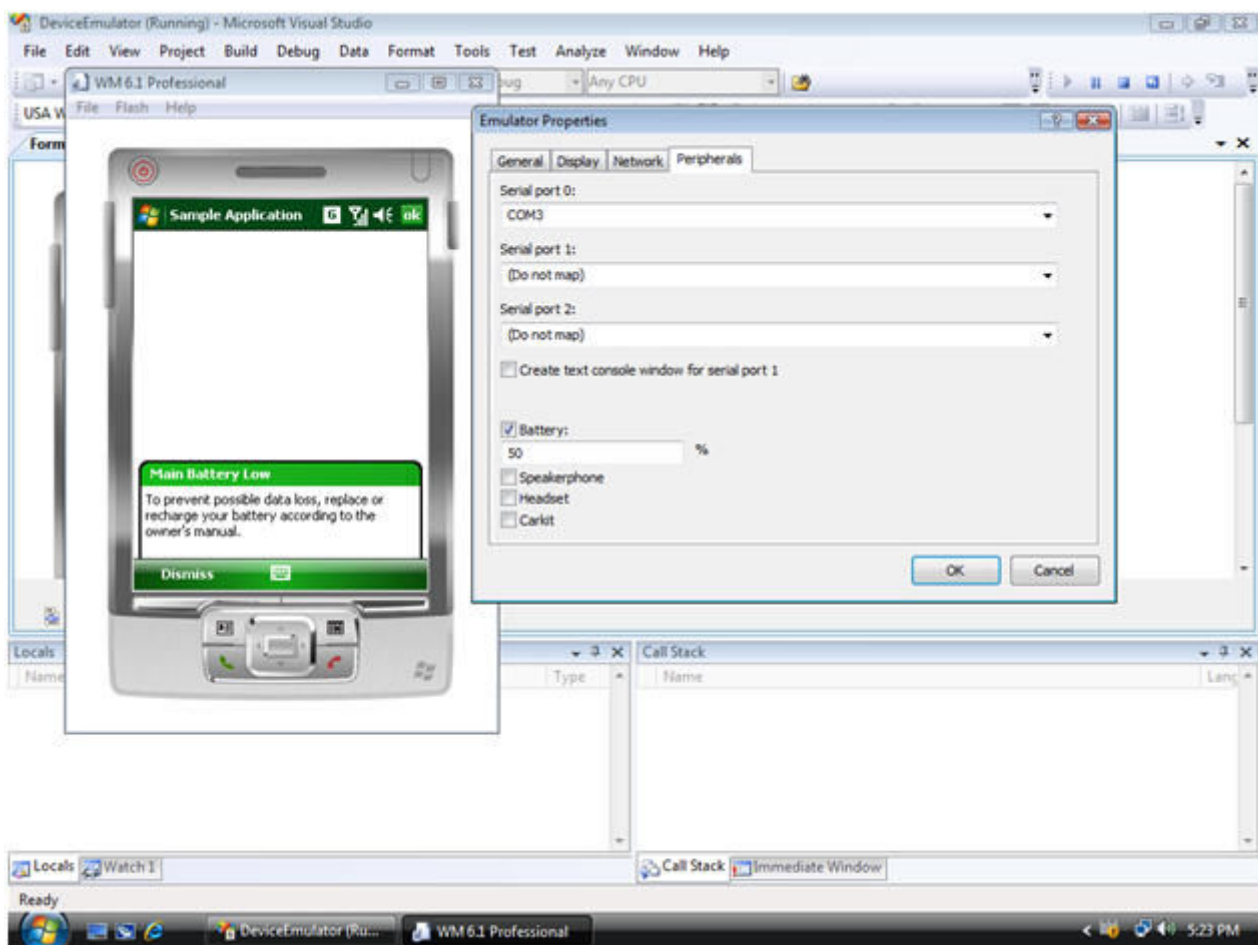 DeviceEmulator (Running) - Microsoft Visual Studio
File Edit View Project Build Debug Data Format Tools Test Analyze Window Help
WM 6.1 Professional
Any CPU
File Flash Help
USA W
Form
Sample Application
G
ok
Main Battery Low
To prevent possible data loss, replace or
recharge your battery according to the
owner's manual.
Dismiss
Emulator Properties
General Display Network Peripherals
Serial port 0:
COM3
Serial port 1:
(Do not map)
Serial port 2:
(Do not map)
Create text console window for serial port 1
Battery:
50 %
Speakerphone
Headset
Carkit
OK Cancel
Locals
Name Type
Call Stack
Name Lang
Locals Watch 1
Call Stack Immediate Window
Ready
DeviceEmulator (Ru... WM 6.1 Professional 5:23 PM